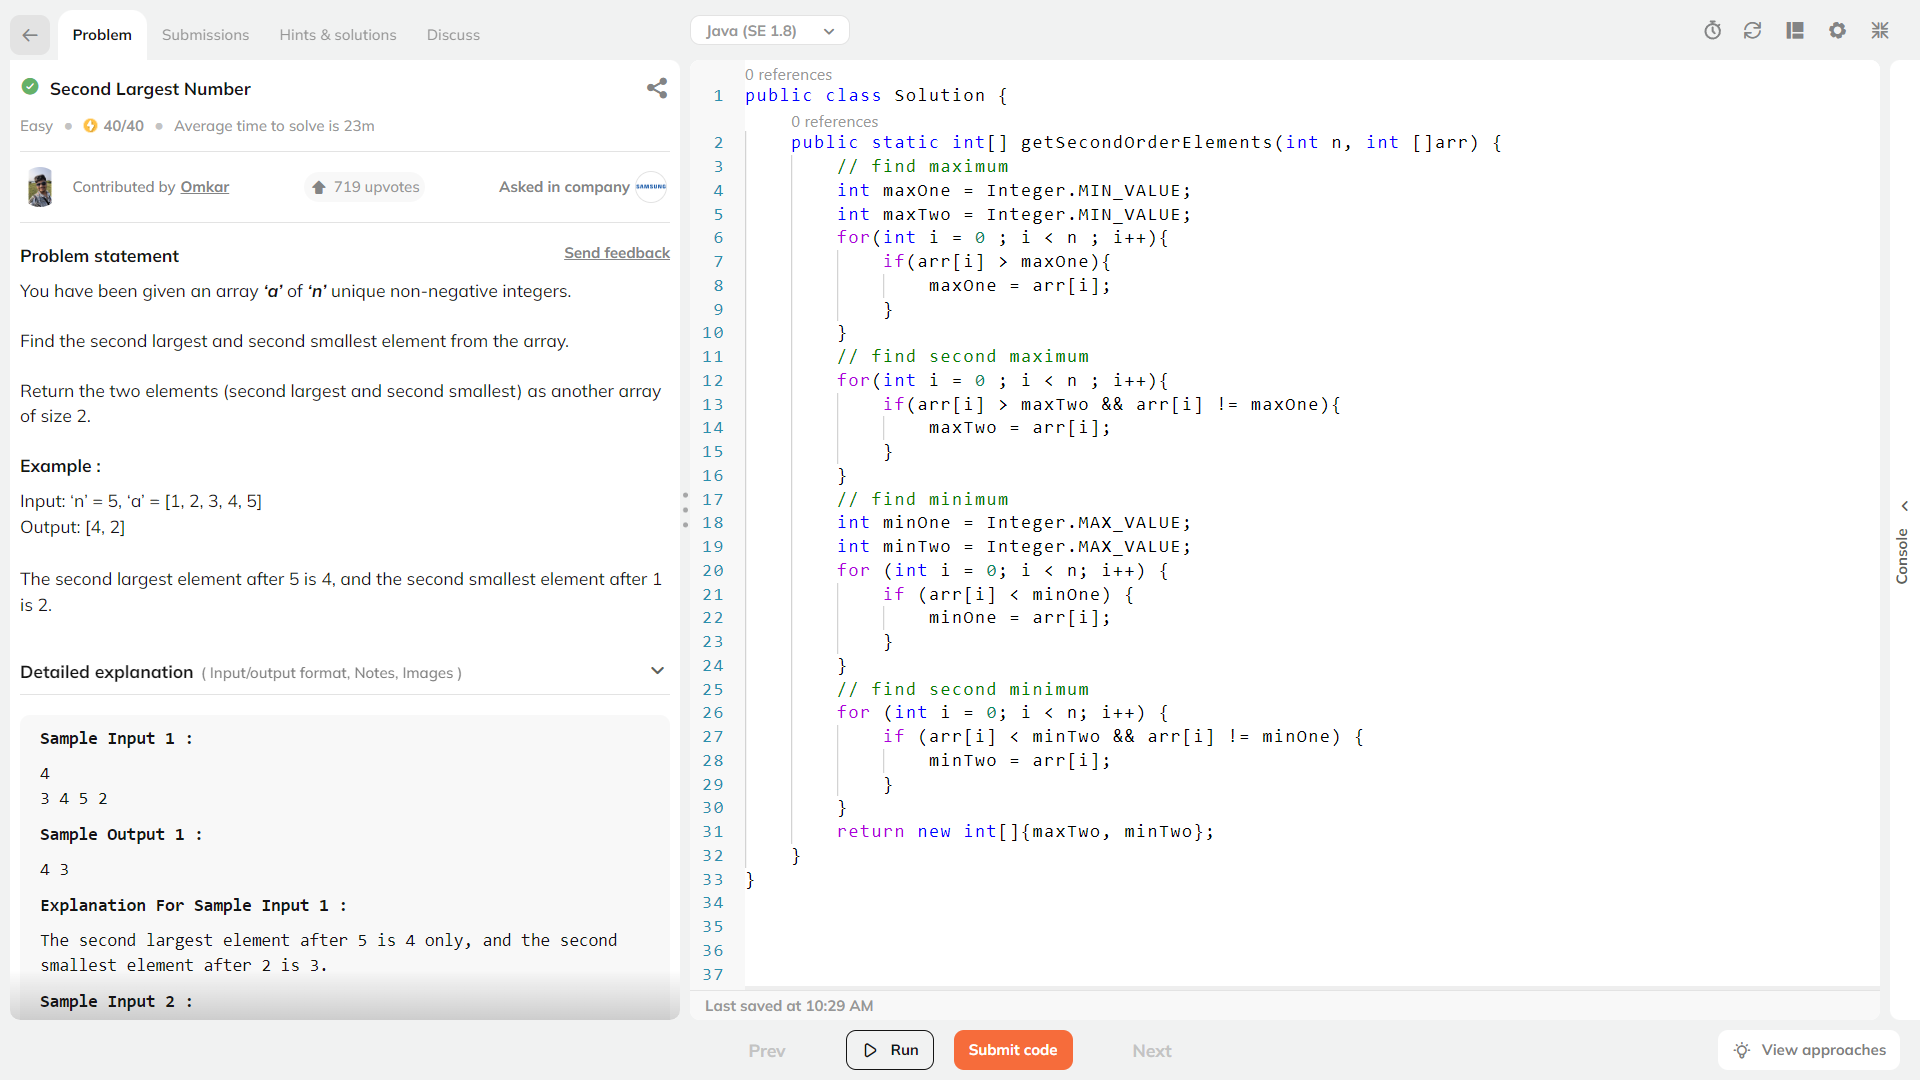 Problem
Submissions
Hints & solutions
Discuss
Java (SE 1.8)
Second Largest Number
Easy • 40/40 • Average time to solve is 23m
Contributed by Omkar
719 upvotes
Asked in company SAMSUNG
Problem statement
Send feedback
You have been given an array ‘a’ of ‘n’ unique non-negative integers.
Find the second largest and second smallest element from the array.
Return the two elements (second largest and second smallest) as another array
of size 2.
Example :
Input: ‘n’ = 5, ‘a’ = [1, 2, 3, 4, 5]
Output: [4, 2]
The second largest element after 5 is 4, and the second smallest element after 1
is 2.
Detailed explanation ( Input/output format, Notes, Images )
Sample Input 1 :
4
3 4 5 2
Sample Output 1 :
4 3
Explanation For Sample Input 1 :
The second largest element after 5 is 4 only, and the second
smallest element after 2 is 3.
Sample Input 2 :
0 references
1 public class Solution {
0 references
2 public static int[] getSecondOrderElements(int n, int []arr) {
3 // find maximum
4 int maxOne = Integer.MIN_VALUE;
5 int maxTwo = Integer.MIN_VALUE;
6 for(int i = 0 ; i < n ; i++){
7 if(arr[i] > maxOne){
8 maxOne = arr[i];
9 }
10 }
11 // find second maximum
12 for(int i = 0 ; i < n ; i++){
13 if(arr[i] > maxTwo && arr[i] != maxOne){
14 maxTwo = arr[i];
15 }
16 }
17 // find minimum
18 int minOne = Integer.MAX_VALUE;
19 int minTwo = Integer.MAX_VALUE;
20 for (int i = 0; i < n; i++) {
21 if (arr[i] < minOne) {
22 minOne = arr[i];
23 }
24 }
25 // find second minimum
26 for (int i = 0; i < n; i++) {
27 if (arr[i] < minTwo && arr[i] != minOne) {
28 minTwo = arr[i];
29 }
30 }
31 return new int[]{maxTwo, minTwo};
32 }
33 }
34
35
36
37
Last saved at 10:29 AM
Console
Prev
Run
Submit code
Next
View approaches